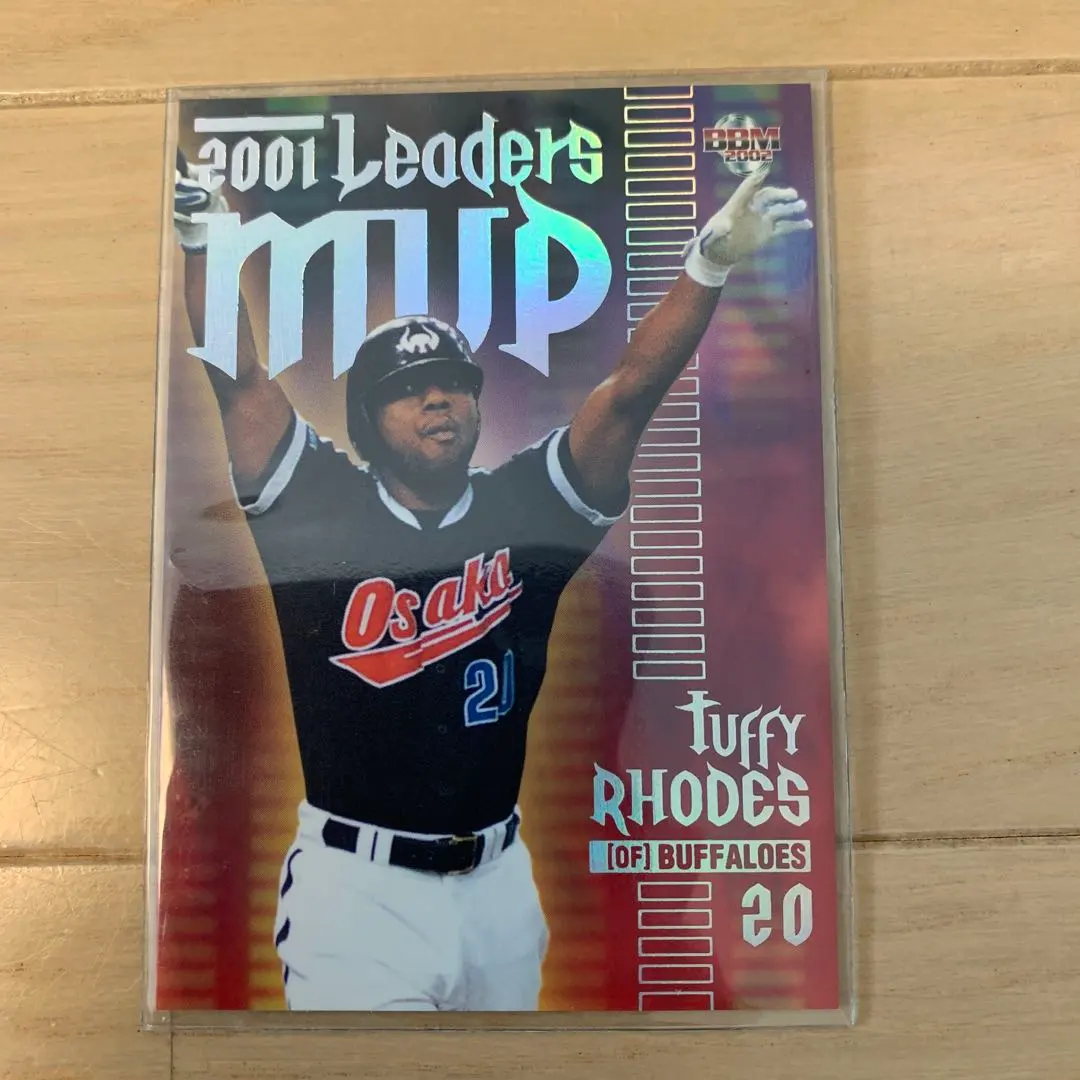 2001 Leaders
MVP
BBM
2002
Osaka
20
Tuffy
RHODES
[OF] BUFFALOES
20